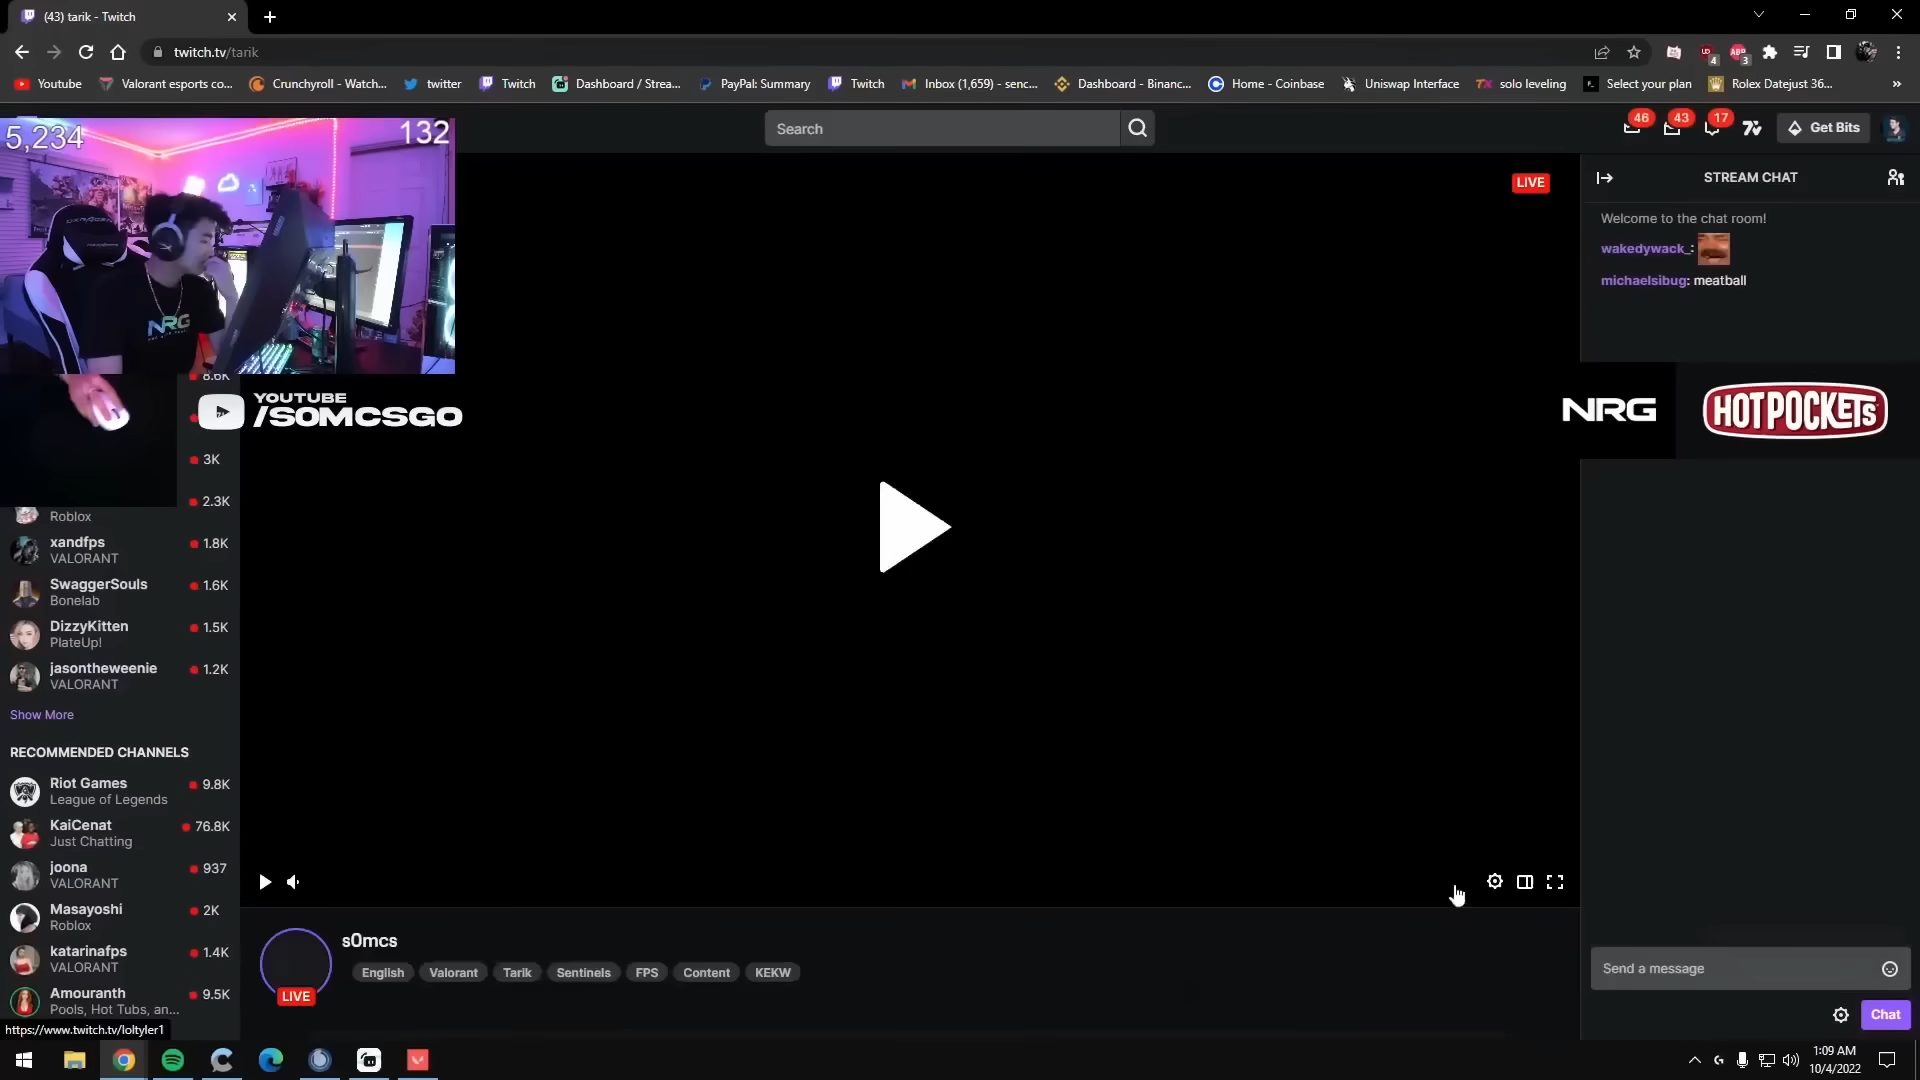 (43) tarik - Twitch
twitch.tv/tarik
Youtube
Valorant esports co...
Crunchyroll - Watch...
twitter
Twitch
Dashboard / Strea...
PayPal: Summary
Twitch
Inbox (1,659) - senc...
Dashboard - Binanc...
Home - Coinbase
Uniswap Interface
solo leveling
Select your plan
Rolex Datejust 36...
Search
46
43
17
Get Bits
5,234
132
NRG
LIVE
STREAM CHAT
Welcome to the chat room!
wakedywack_:
michaelsibug: meatball
8.6K
YOUTUBE
/SOMCSGO
NRG
HOT POCKETS
3K
2.3K
Roblox
xandfps
1.8K
VALORANT
SwaggerSouls
1.6K
Bonelab
DizzyKitten
1.5K
PlateUp!
jasontheweenie
1.2K
VALORANT
Show More
RECOMMENDED CHANNELS
Riot Games
9.8K
League of Legends
KaiCenat
76.8K
Just Chatting
joona
937
VALORANT
Masayoshi
2K
Roblox
katarinafps
1.4K
VALORANT
Amouranth
9.5K
Pools, Hot Tubs, an...
https://www.twitch.tv/loltyler1
s0mcs
English
Valorant
Tarik
Sentinels
FPS
Content
KEKW
LIVE
Send a message
Chat
1:09 AM
10/4/2022